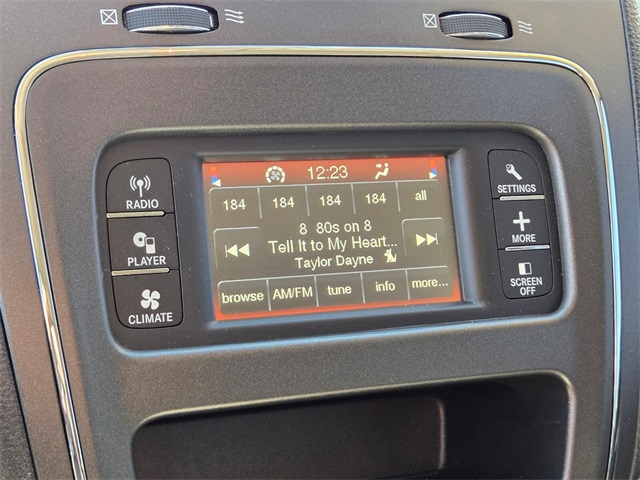 12:23
184 184 184 184 all
8 80s on 8
Tell It to My Heart...
Taylor Dayne
browse AM/FM tune info more...
RADIO
PLAYER
CLIMATE
SETTINGS
MORE
SCREEN
OFF